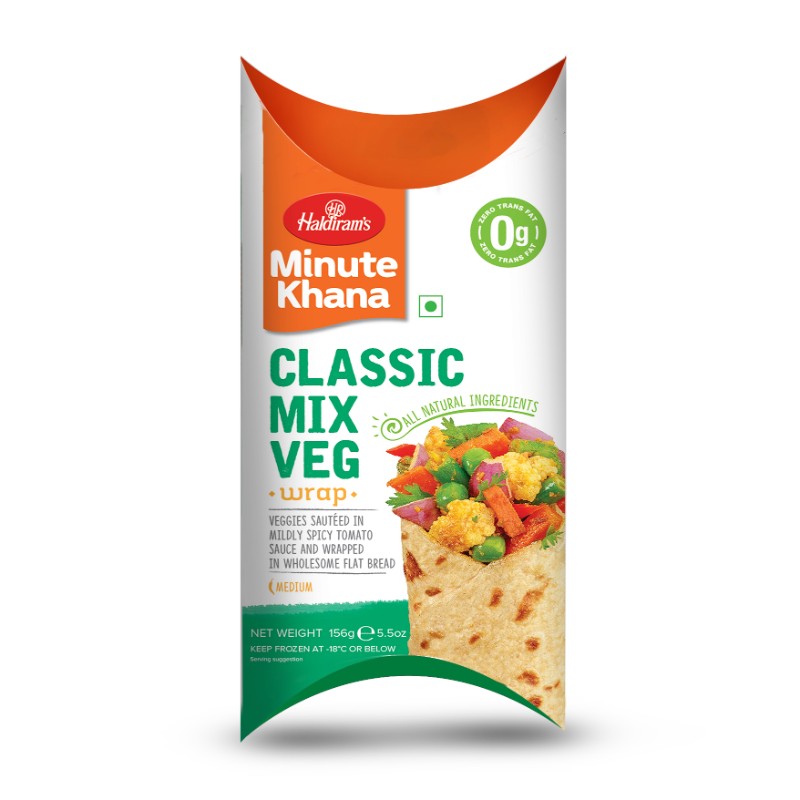 HR
Haldiram's
Minute
Khana
ZERO TRANS FAT
0g
ZERO TRANS FAT
CLASSIC
MIX
VEG
wrap
ALL NATURAL INGREDIENTS
VEGGIES SAUTÉED IN
MILDLY SPICY TOMATO
SAUCE AND WRAPPED
IN WHOLESOME FLAT BREAD
MEDIUM
NET WEIGHT 156g ℮ 5.5oz
KEEP FROZEN AT -18°C OR BELOW
Serving suggestion